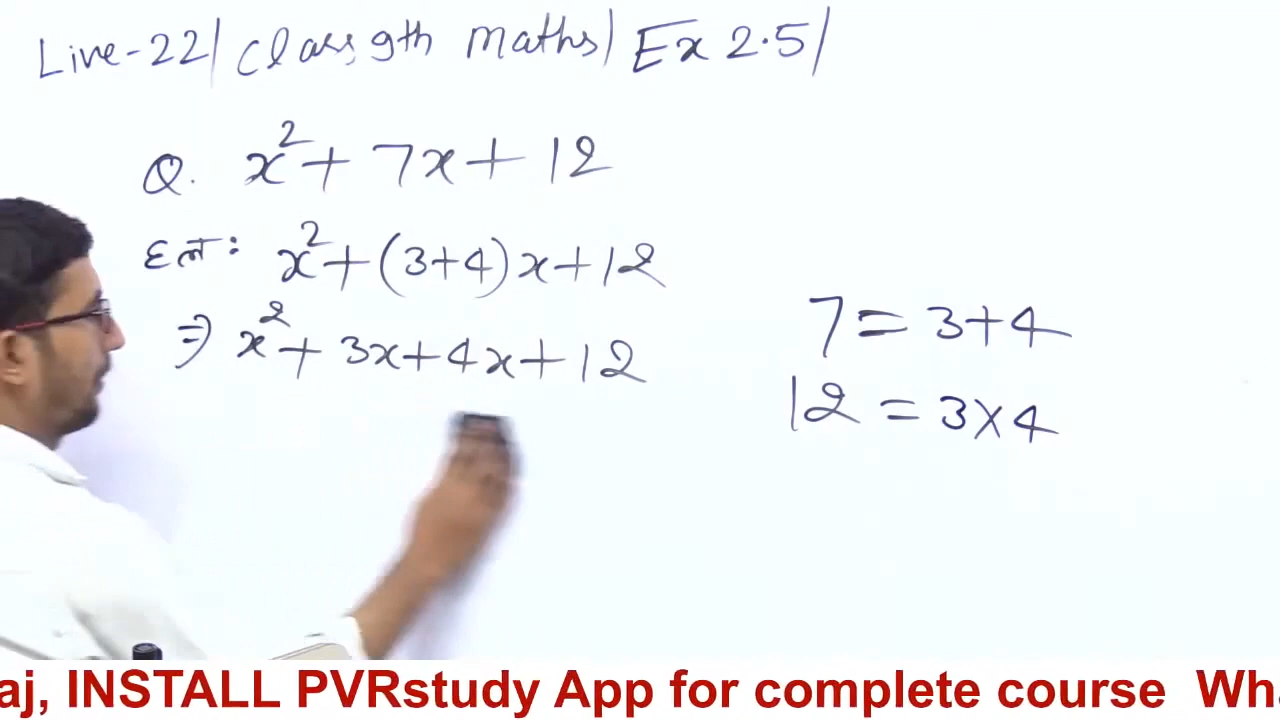 Live-22/ Class 9th maths/ Ex 2.5/
Q. x² + 7x + 12
हल: x² + (3+4)x + 12
⇒ x² + 3x + 4x + 12
7 = 3+4
12 = 3×4
aj, INSTALL PVRstudy App for complete course Wh